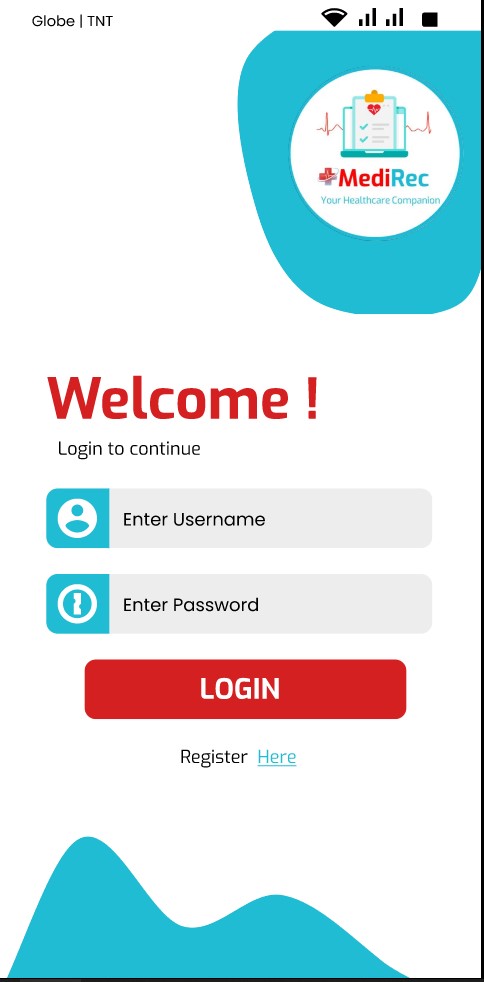 Globe | TNT
MediRec
Your Healthcare Companion
Welcome !
Login to continue
Enter Username
Enter Password
LOGIN
Register Here